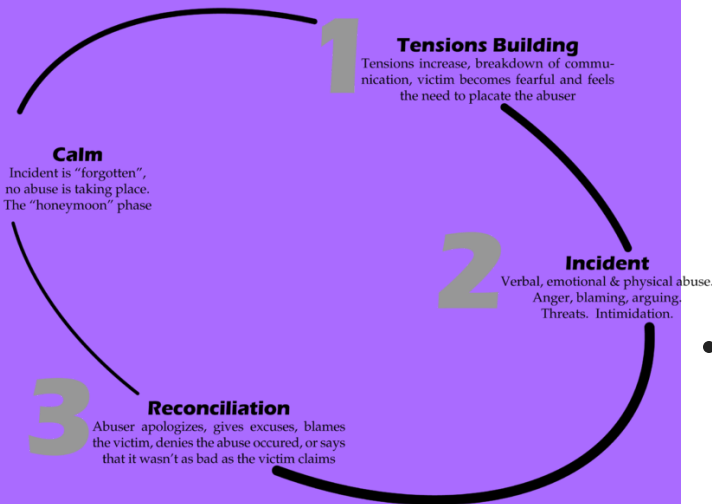 1
Tensions Building
Tensions increase, breakdown of commu-
nication, victim becomes fearful and feels
the need to placate the abuser
2
Incident
Verbal, emotional & physical abuse.
Anger, blaming, arguing.
Threats. Intimidation.
3
Reconciliation
Abuser apologizes, gives excuses, blames
the victim, denies the abuse occured, or says
that it wasn't as bad as the victim claims
Calm
Incident is "forgotten",
no abuse is taking place.
The "honeymoon" phase